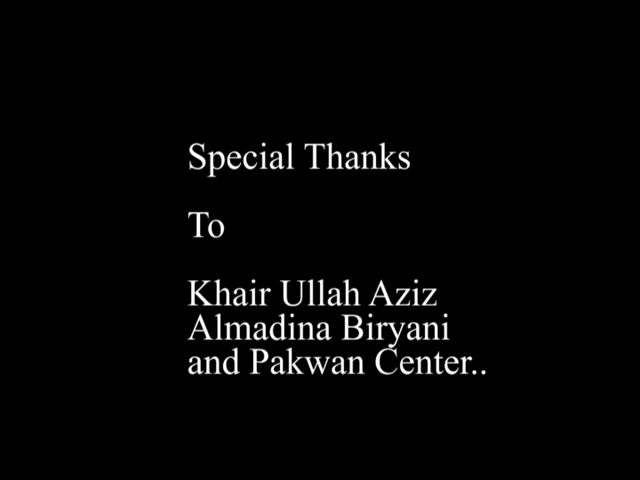 Special Thanks
To
Khair Ullah Aziz
Almadina Biryani
and Pakwan Center..